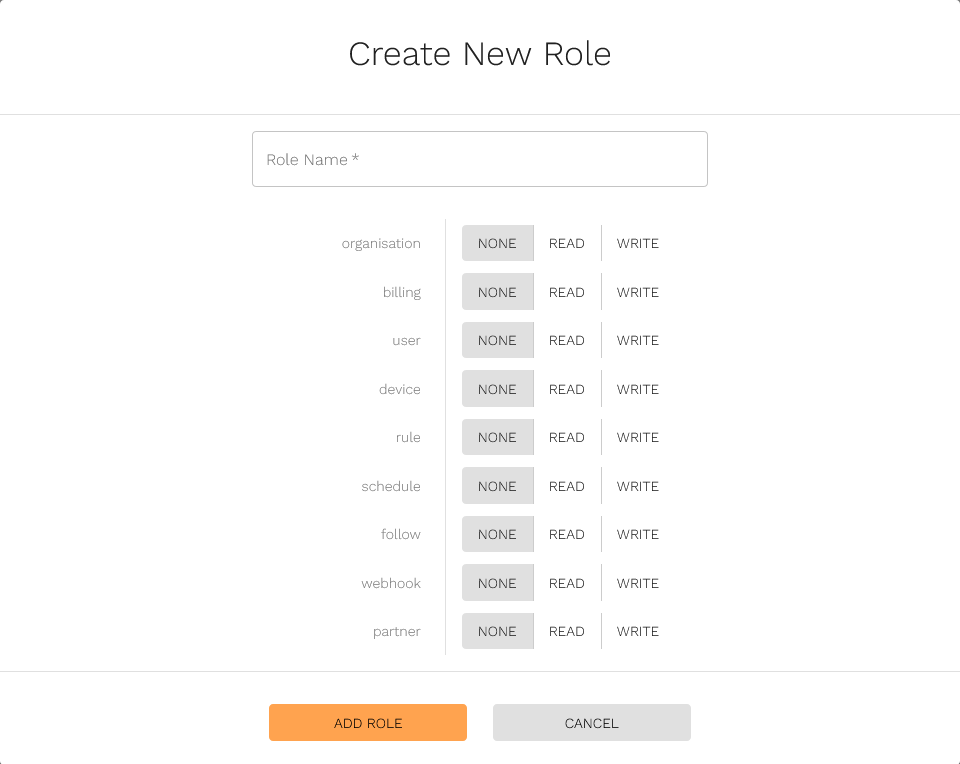 Create New Role
Role Name *
organisation NONE READ WRITE
billing NONE READ WRITE
user NONE READ WRITE
device NONE READ WRITE
rule NONE READ WRITE
schedule NONE READ WRITE
follow NONE READ WRITE
webhook NONE READ WRITE
partner NONE READ WRITE
ADD ROLE CANCEL